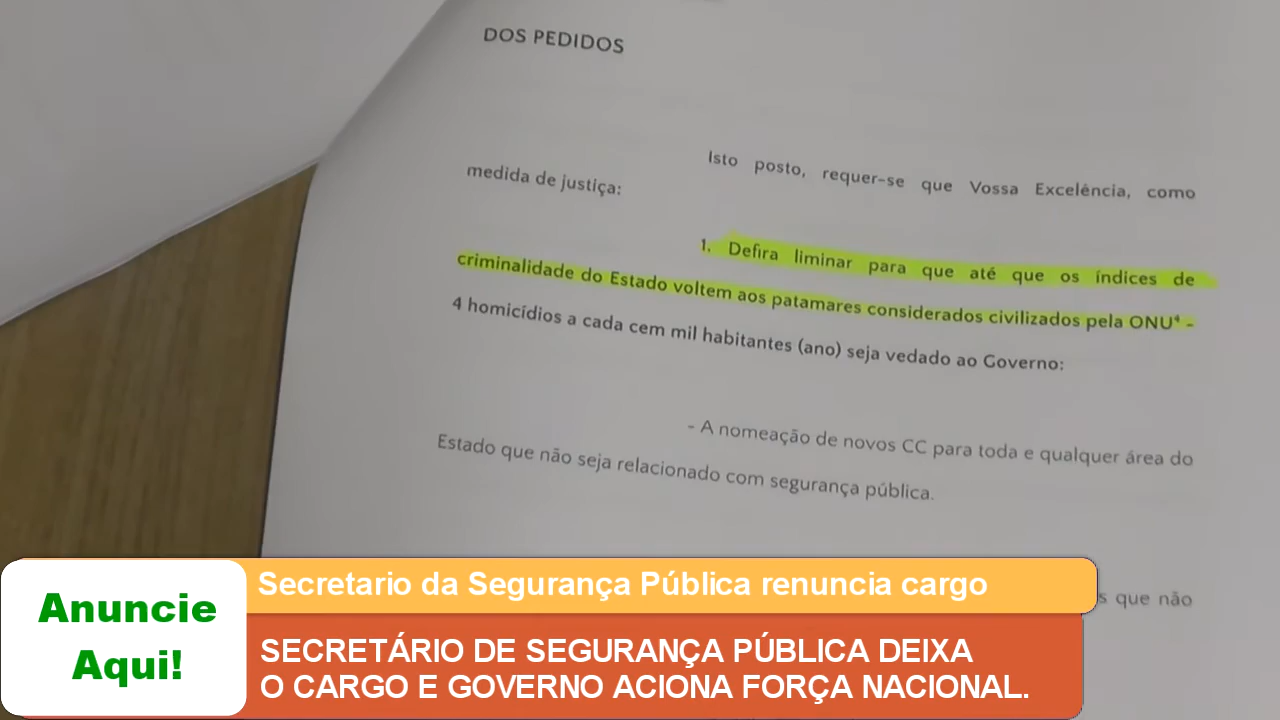 DOS PEDIDOS
Isto posto, requer-se que Vossa Excelência, como
medida de justiça:
1. Defira liminar para que até que os índices de
criminalidade do Estado voltem aos patamares considerados civilizados pela ONU⁴ -
4 homicídios a cada cem mil habitantes (ano) seja vedado ao Governo:
- A nomeação de novos CC para toda e qualquer área do
Estado que não seja relacionado com segurança pública.
s que não
Anuncie
Aqui!
Secretario da Segurança Pública renuncia cargo
SECRETÁRIO DE SEGURANÇA PÚBLICA DEIXA
O CARGO E GOVERNO ACIONA FORÇA NACIONAL.